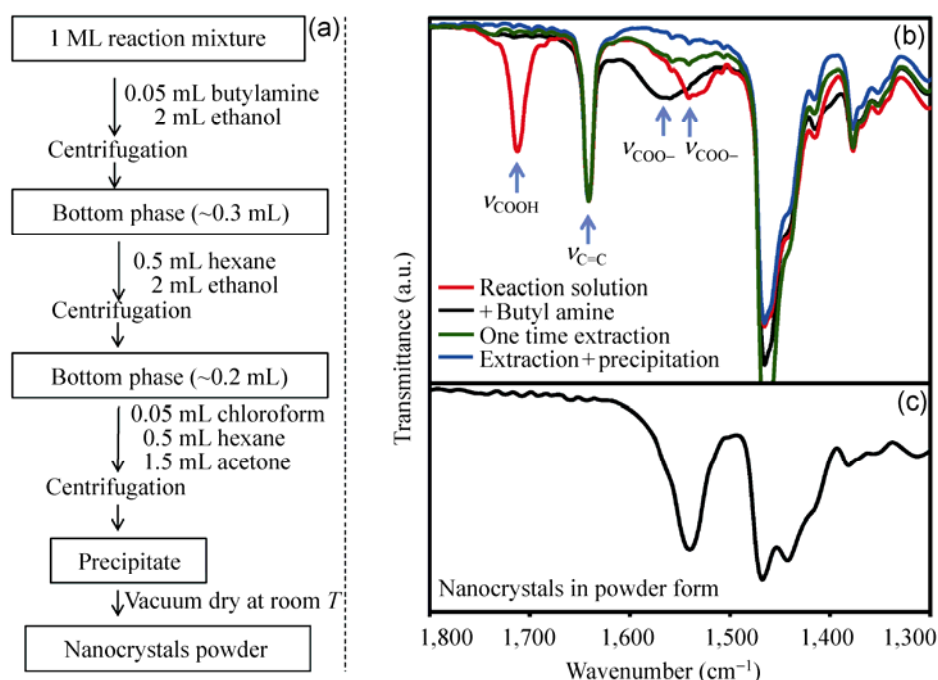 (a)
1 ML reaction mixture
0.05 mL butylamine
2 mL ethanol
Centrifugation
Bottom phase (~0.3 mL)
0.5 mL hexane
2 mL ethanol
Centrifugation
Bottom phase (~0.2 mL)
0.05 mL chloroform
0.5 mL hexane
1.5 mL acetone
Centrifugation
Precipitate
Vacuum dry at room T
Nanocrystals powder
(b)
νCOOH
νC=C
νCOO−
νCOO−
Reaction solution
+Butyl amine
One time extraction
Extraction+precipitation
Transmittance (a.u.)
(c)
Nanocrystals in powder form
1,800 1,700 1,600 1,500 1,400 1,300
Wavenumber (cm⁻¹)